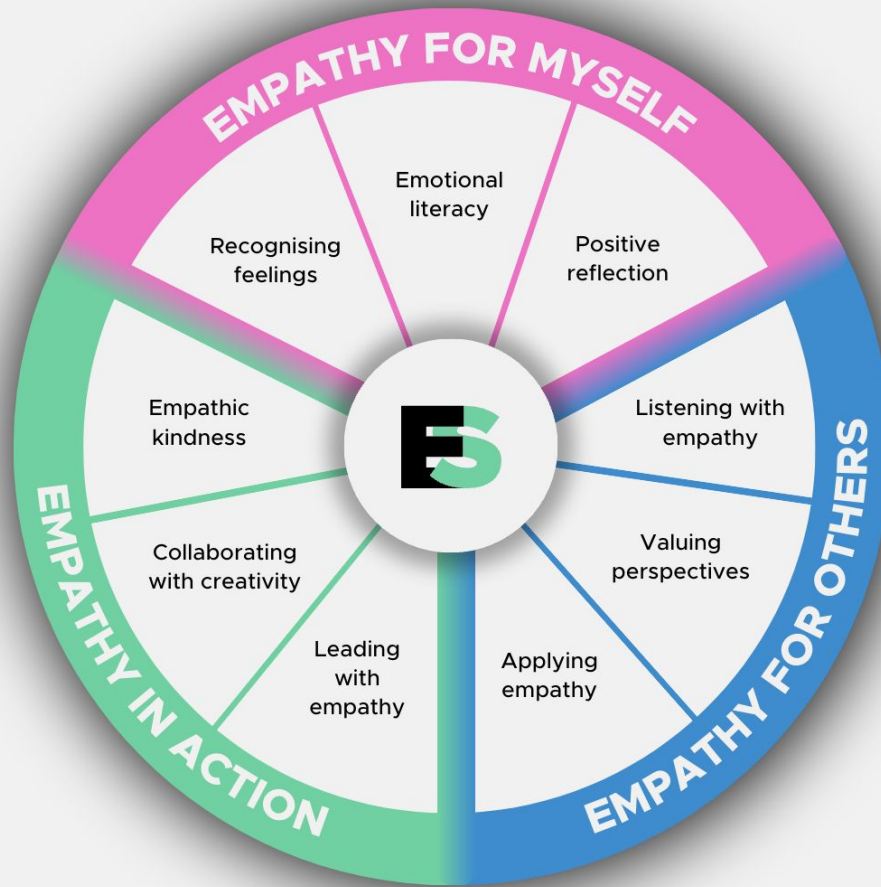 EMPATHY FOR MYSELF
Recognising
feelings
Emotional
literacy
Positive
reflection
EMPATHY FOR OTHERS
Listening with
empathy
Valuing
perspectives
Applying
empathy
EMPATHY IN ACTION
Empathic
kindness
Collaborating
with creativity
Leading
with
empathy
ES